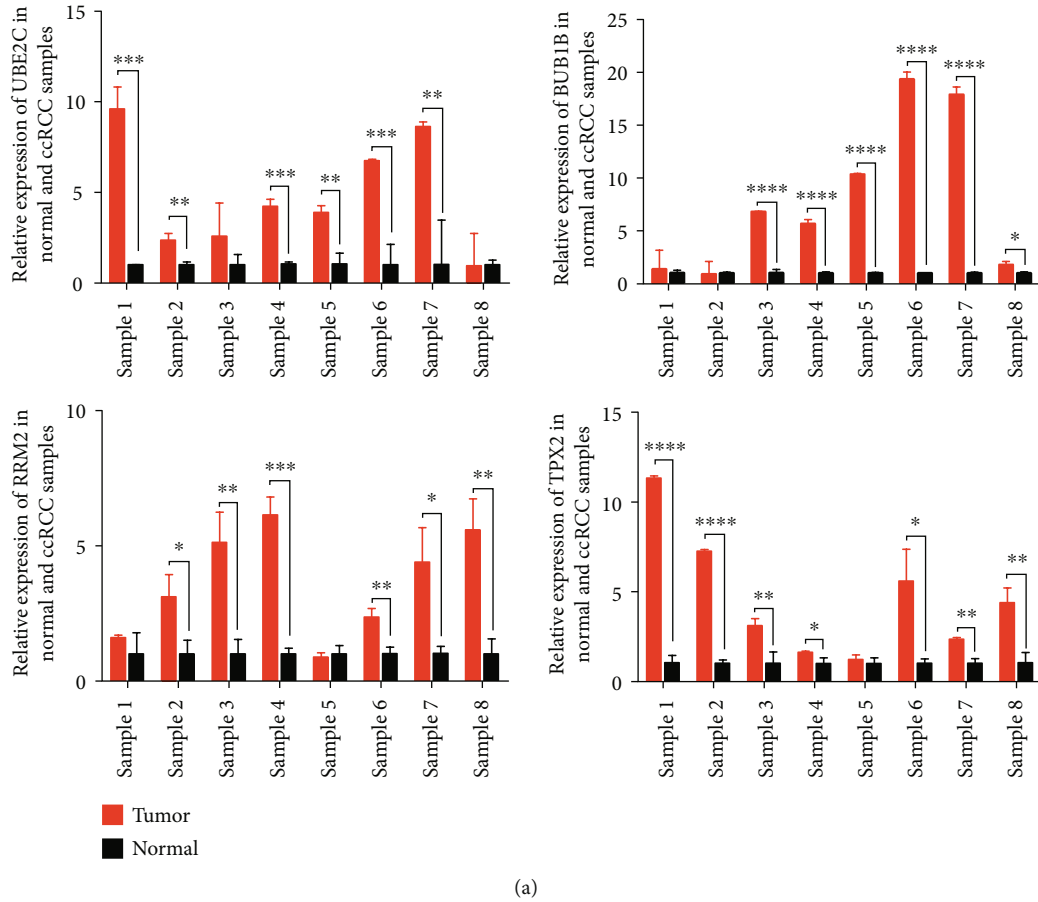 Relative expression of UBE2C in
normal and ccRCC samples
15
10
5
0
***
**
***
**
***
**
Sample 1
Sample 2
Sample 3
Sample 4
Sample 5
Sample 6
Sample 7
Sample 8
Relative expression of BUB1B in
normal and ccRCC samples
25
20
15
10
5
0
****
****
****
****
****
*
Sample 1
Sample 2
Sample 3
Sample 4
Sample 5
Sample 6
Sample 7
Sample 8
Relative expression of RRM2 in
normal and ccRCC samples
10
5
0
*
**
***
**
*
**
Sample 1
Sample 2
Sample 3
Sample 4
Sample 5
Sample 6
Sample 7
Sample 8
Relative expression of TPX2 in
normal and ccRCC samples
15
10
5
0
****
****
**
*
*
**
**
Sample 1
Sample 2
Sample 3
Sample 4
Sample 5
Sample 6
Sample 7
Sample 8
Tumor
Normal
(a)